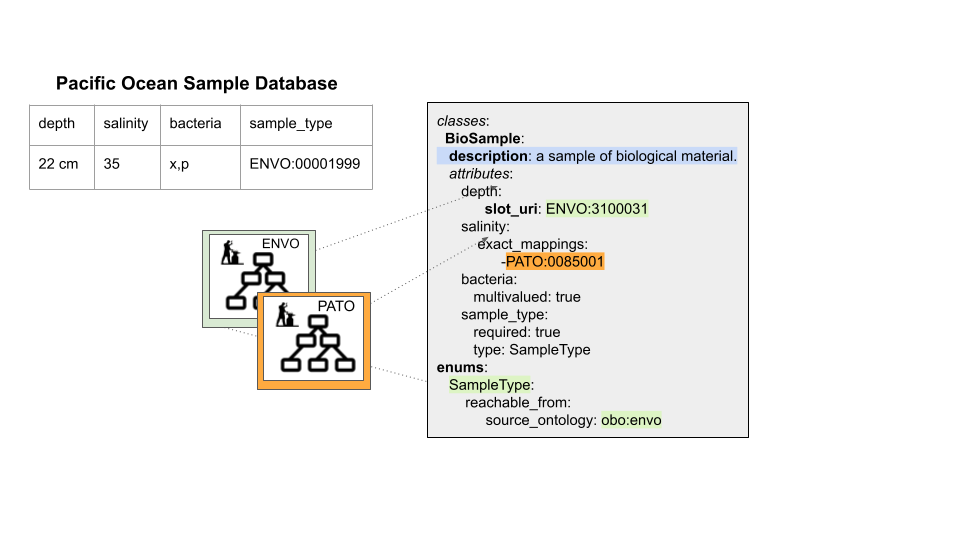 Pacific Ocean Sample Database
depth salinity bacteria sample_type
22 cm 35 x,p ENVO:00001999
ENVO
PATO
classes:
BioSample:
description: a sample of biological material.
attributes:
depth:
slot_uri: ENVO:3100031
salinity:
exact_mappings:
-PATO:0085001
bacteria:
multivalued: true
sample_type:
required: true
type: SampleType
enums:
SampleType:
reachable_from:
source_ontology: obo:envo